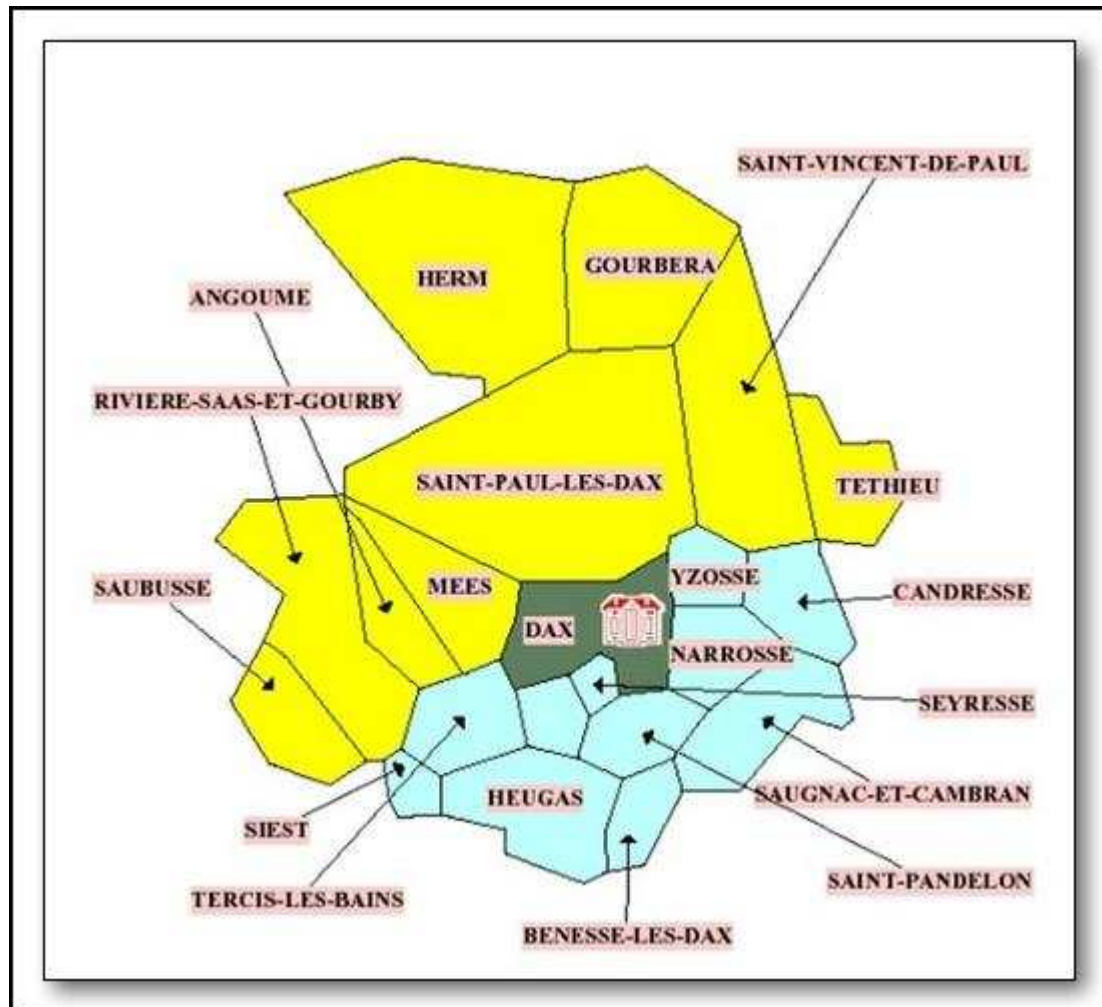 SAINT-VINCENT-DE-PAUL
GOURBERA
HERM
ANGOUME
RIVIERE-SAAS-ET-GOURBY
SAINT-PAUL-LES-DAX
TETHIEU
YZOSSE
MEES
SAUBUSSE
CANDRESSE
DAX
NARROSSE
SEYRESSE
HEUGAS
SAUGNAC-ET-CAMBRAN
SIEST
SAINT-PANDELON
TERCIS-LES-BAINS
BENESSE-LES-DAX